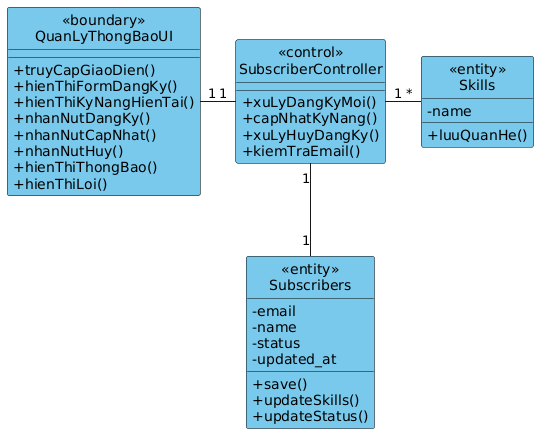 «boundary»
QuanLyThongBaoUI
+truyCapGiaoDien()
+hienThiFormDangKy()
+hienThiKyNangHienTai()
+nhanNutDangKy()
+nhanNutCapNhat()
+nhanNutHuy()
+hienThiThongBao()
+hienThiLoi()
1 1
«control»
SubscriberController
+xuLyDangKyMoi()
+capNhatKyNang()
+xuLyHuyDangKy()
+kiemTraEmail()
1 *
«entity»
Skills
-name
+luuQuanHe()
1
1
«entity»
Subscribers
-email
-name
-status
-updated_at
+save()
+updateSkills()
+updateStatus()